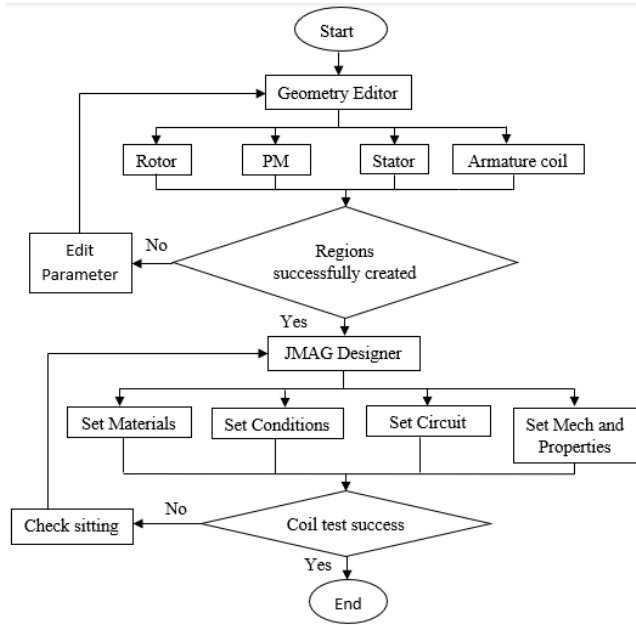 Start
Geometry Editor
Rotor
PM
Stator
Armature coil
Edit
Parameter
No
Regions
successfully created
Yes
JMAG Designer
Set Materials
Set Conditions
Set Circuit
Set Mech and
Properties
Check sitting
No
Coil test success
Yes
End